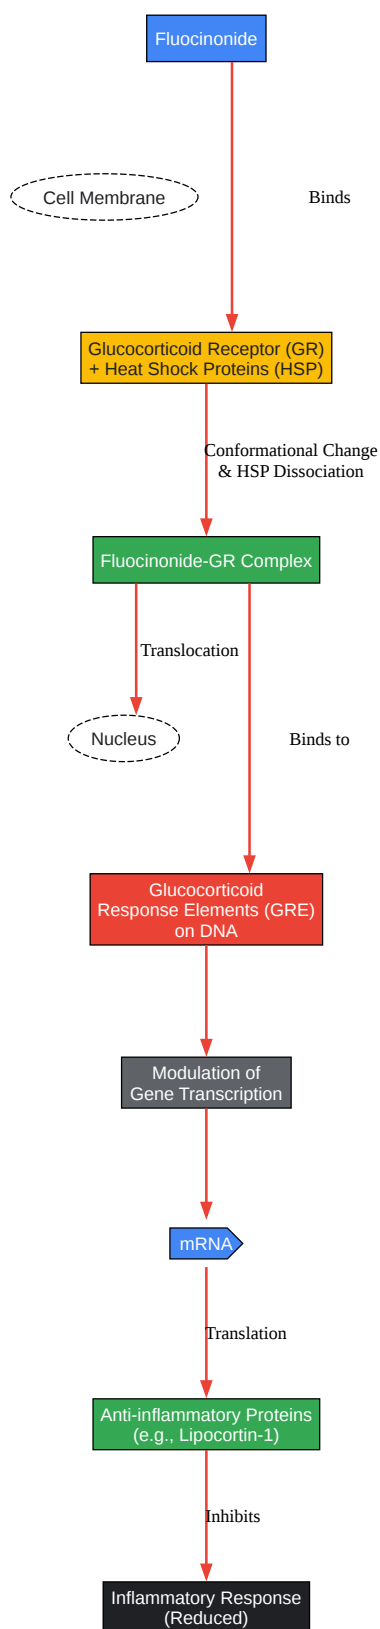 Fluocinonide
Cell Membrane
Binds
Glucocorticoid Receptor (GR)
+ Heat Shock Proteins (HSP)
Conformational Change
& HSP Dissociation
Fluocinonide-GR Complex
Translocation
Nucleus
Binds to
Glucocorticoid
Response Elements (GRE)
on DNA
Modulation of
Gene Transcription
mRNA
Translation
Anti-inflammatory Proteins
(e.g., Lipocortin-1)
Inhibits
Inflammatory Response
(Reduced)